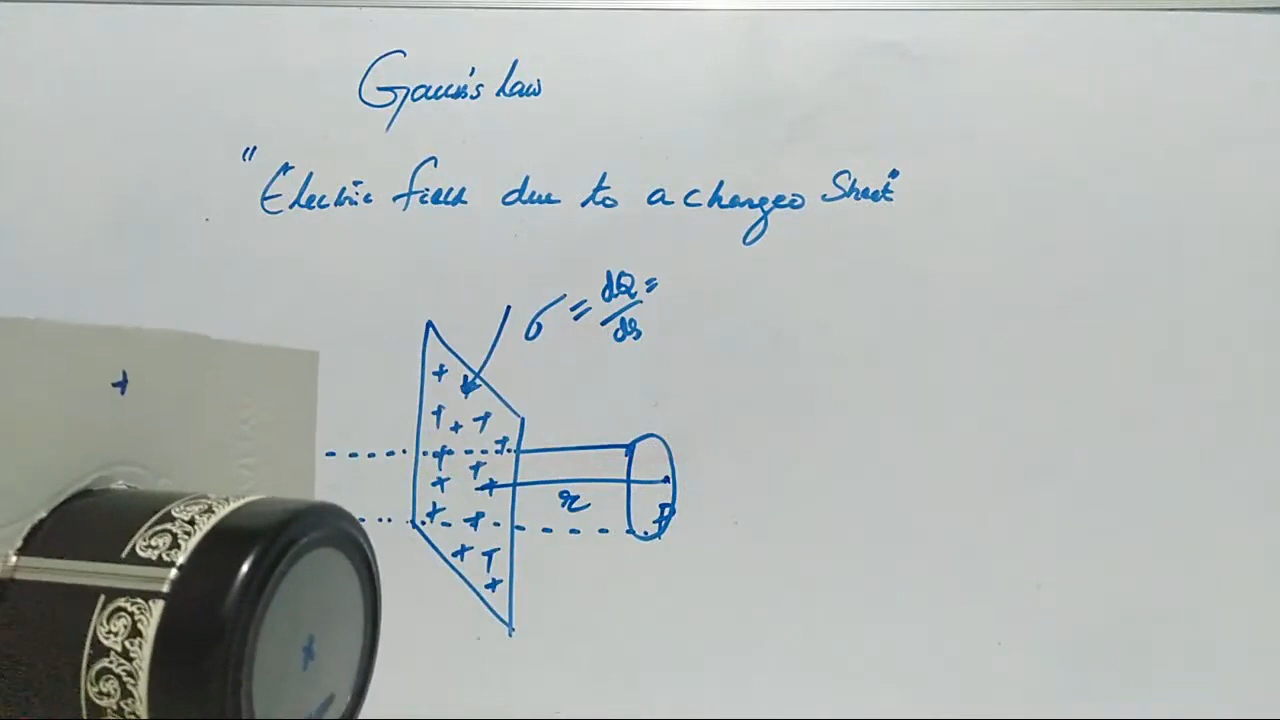 Gauss's Law
"Electric field due to a charged Sheet"
σ = dQ/ds =
r
P